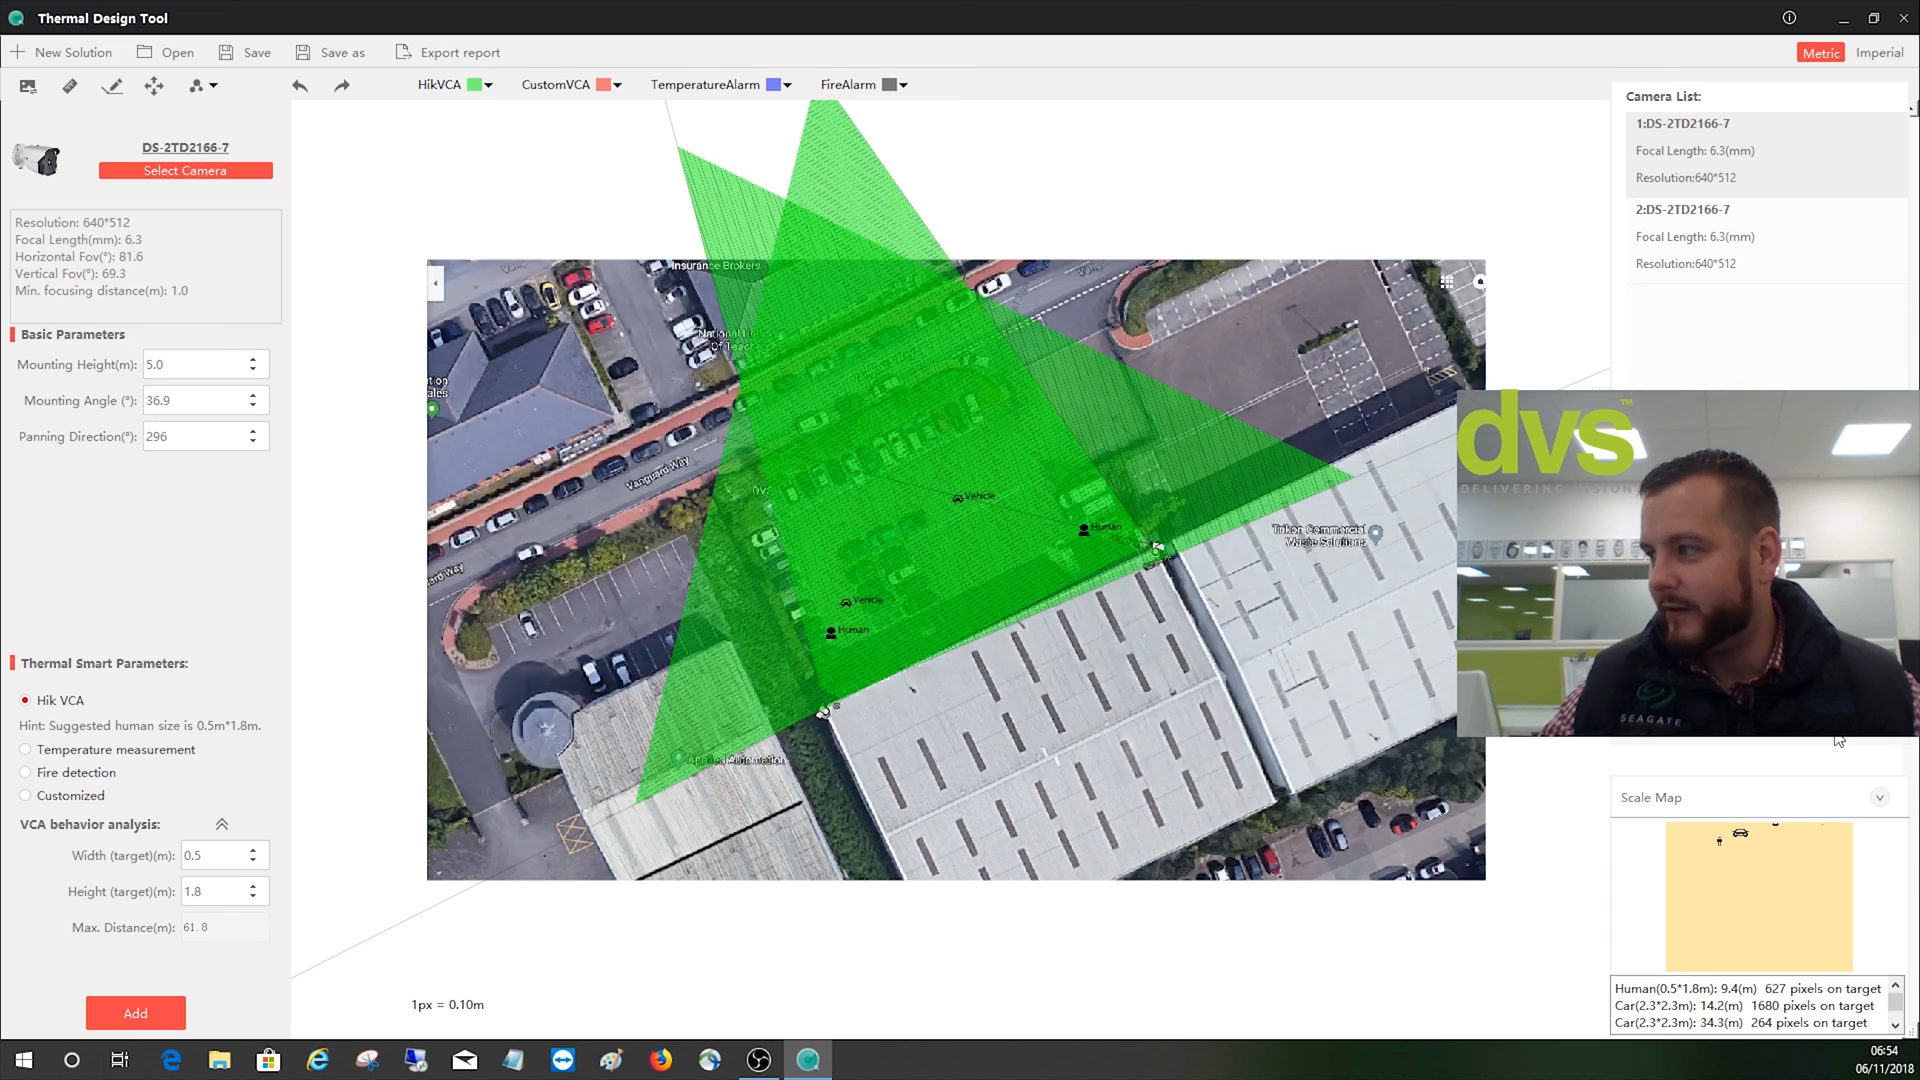 Thermal Design Tool
New Solution Open Save Save as Export report
Metric Imperial
HikVCA CustomVCA TemperatureAlarm FireAlarm
DS-2TD2166-7
Select Camera
Resolution: 640*512
Focal Length(mm): 6.3
Horizontal Fov(°): 81.6
Vertical Fov(°): 69.3
Min. focusing distance(m): 1.0
Basic Parameters
Mounting Height(m): 5.0
Mounting Angle (°): 36.9
Panning Direction(°): 296
Thermal Smart Parameters:
Hik VCA
Hint: Suggested human size is 0.5m*1.8m.
Temperature measurement
Fire detection
Customized
VCA behavior analysis:
Width (target)(m): 0.5
Height (target)(m): 1.8
Max. Distance(m): 61.8
Add
Insurance Brokers
National
Of Teach
Vanguard Way
DVS
Vehicle
Human
Vehicle
Human
Trikon Commercial
Waste Solutions
Applied Automation
1px = 0.10m
Camera List:
1:DS-2TD2166-7
Focal Length: 6.3(mm)
Resolution:640*512
2:DS-2TD2166-7
Focal Length: 6.3(mm)
Resolution:640*512
dvs™
DELIVERING VISION
SEAGATE
Scale Map
Human(0.5*1.8m): 9.4(m) 627 pixels on target
Car(2.3*2.3m): 14.2(m) 1680 pixels on target
Car(2.3*2.3m): 34.3(m) 264 pixels on target
06:54
06/11/2018